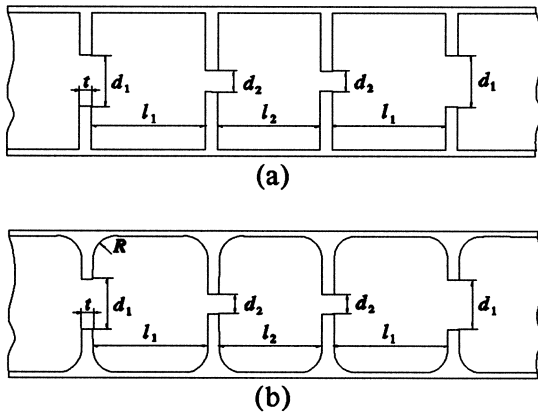 t d₁ d₂ d₂ d₁
l₁ l₂ l₁
(a)
R
t d₁ d₂ d₂ d₁
l₁ l₂ l₁
(b)